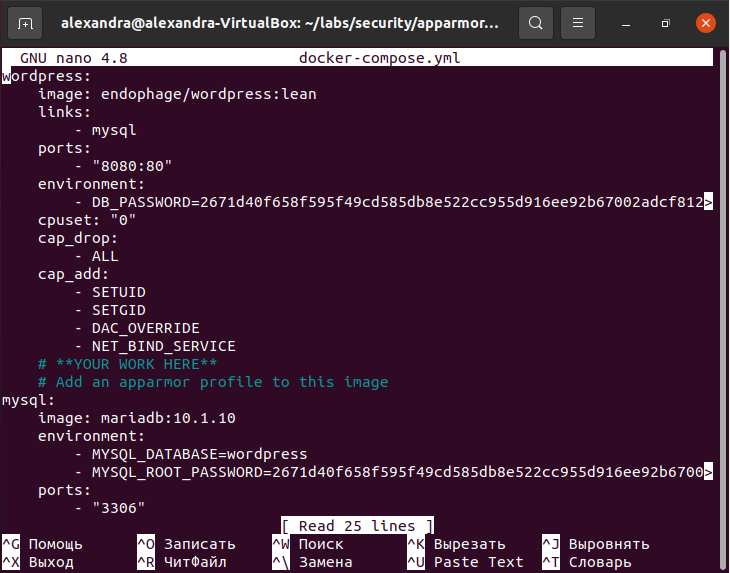 alexandra@alexandra-VirtualBox: ~/labs/security/apparmor...
GNU nano 4.8 docker-compose.yml
wordpress:
    image: endophage/wordpress:lean
    links:
        - mysql
    ports:
        - "8080:80"
    environment:
        - DB_PASSWORD=2671d40f658f595f49cd585db8e522cc955d916ee92b67002adcf812>
    cpuset: "0"
    cap_drop:
        - ALL
    cap_add:
        - SETUID
        - SETGID
        - DAC_OVERRIDE
        - NET_BIND_SERVICE
    # **YOUR WORK HERE**
    # Add an apparmor profile to this image
mysql:
    image: mariadb:10.1.10
    environment:
        - MYSQL_DATABASE=wordpress
        - MYSQL_ROOT_PASSWORD=2671d40f658f595f49cd585db8e522cc955d916ee92b6700>
    ports:
        - "3306"
[ Read 25 lines ]
^G Помощь ^O Записать ^W Поиск ^K Вырезать ^J Выровнять
^X Выход ^R ЧитФайл ^\ Замена ^U Paste Text ^T Словарь